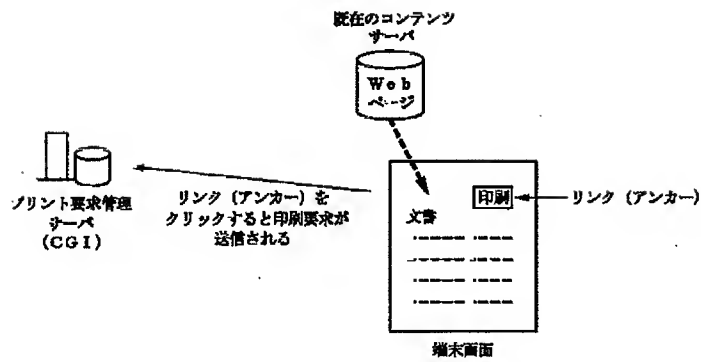 既在のコンテンツ
サーバ
Web
ページ
プリント要求管理
サーバ
(CGI)
リンク(アンカー)を
クリックすると印刷要求が
送信される
印刷
リンク(アンカー)
文書
端末画面